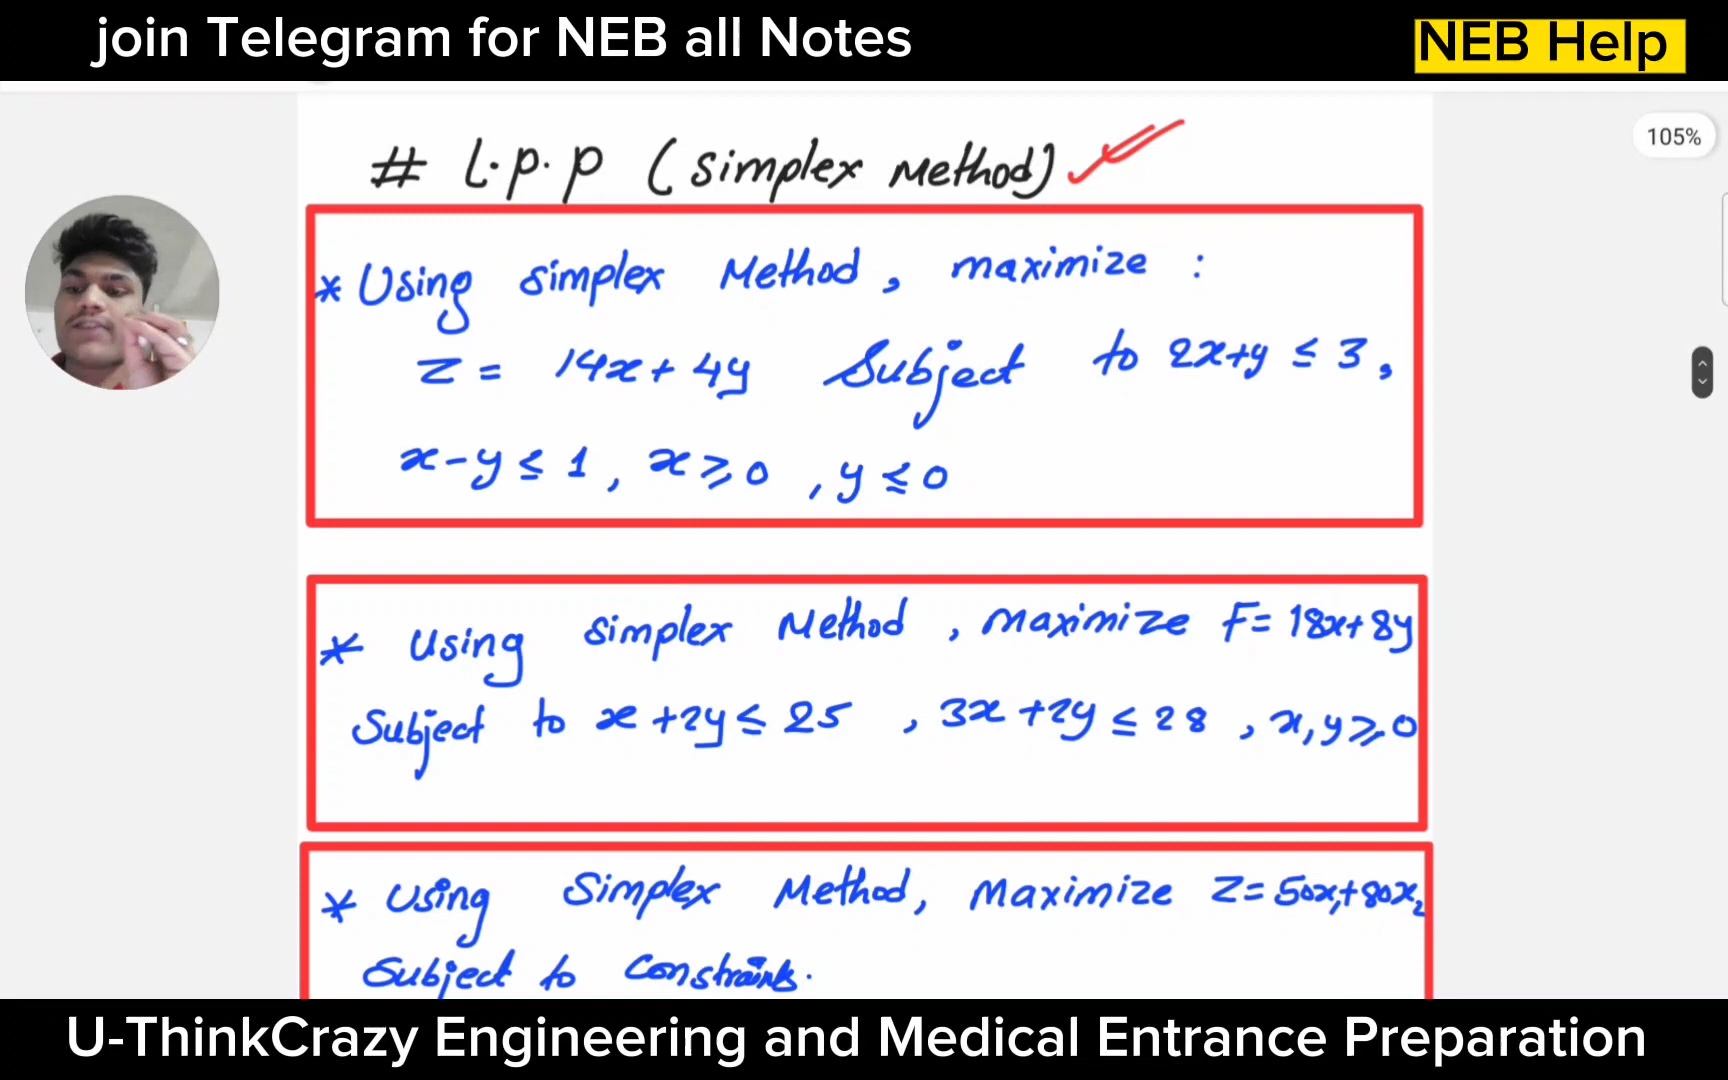 join Telegram for NEB all Notes
NEB Help
105%
# L.p.p (simplex Method)
* Using simplex Method, maximize :
z = 14x + 4y Subject to 2x+y ≤ 3,
x-y ≤ 1, x ≥ 0, y ≤ 0
* Using simplex Method, maximize F= 18x+8y
Subject to x+2y ≤ 25, 3x+2y ≤ 28, x,y ≥ 0
* Using Simplex Method, Maximize Z= 50x₁+80x₂
Subject to Constraints.
U-ThinkCrazy Engineering and Medical Entrance Preparation